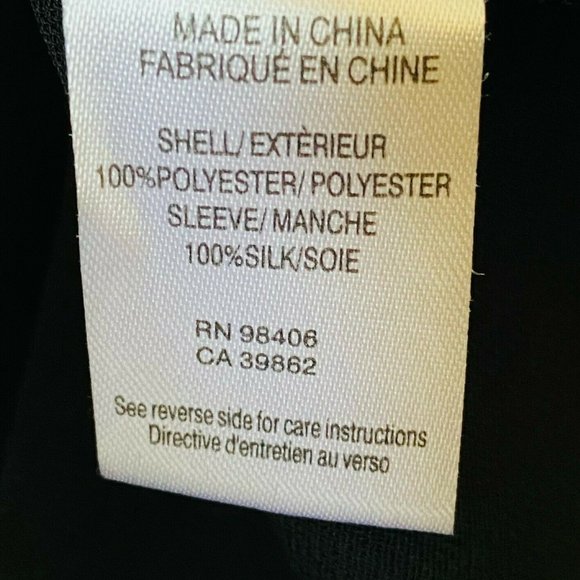 MADE IN CHINA
FABRIQUÉ EN CHINE
SHELL/EXTÈRIEUR
100%POLYESTER/POLYESTER
SLEEVE/MANCHE
100%SILK/SOIE
RN 98406
CA 39862
See reverse side for care instructions
Directive d'entretien au verso